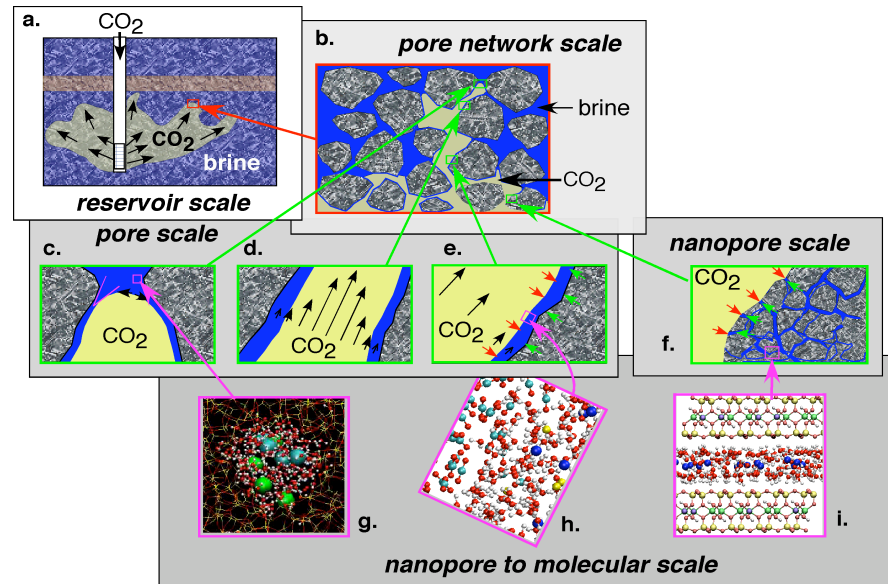 a.
CO2
CO2
brine
reservoir scale
b.
pore network scale
brine
CO2
pore scale
c.
CO2
d.
CO2
e.
CO2
nanopore scale
CO2
f.
g.
h.
i.
nanopore to molecular scale